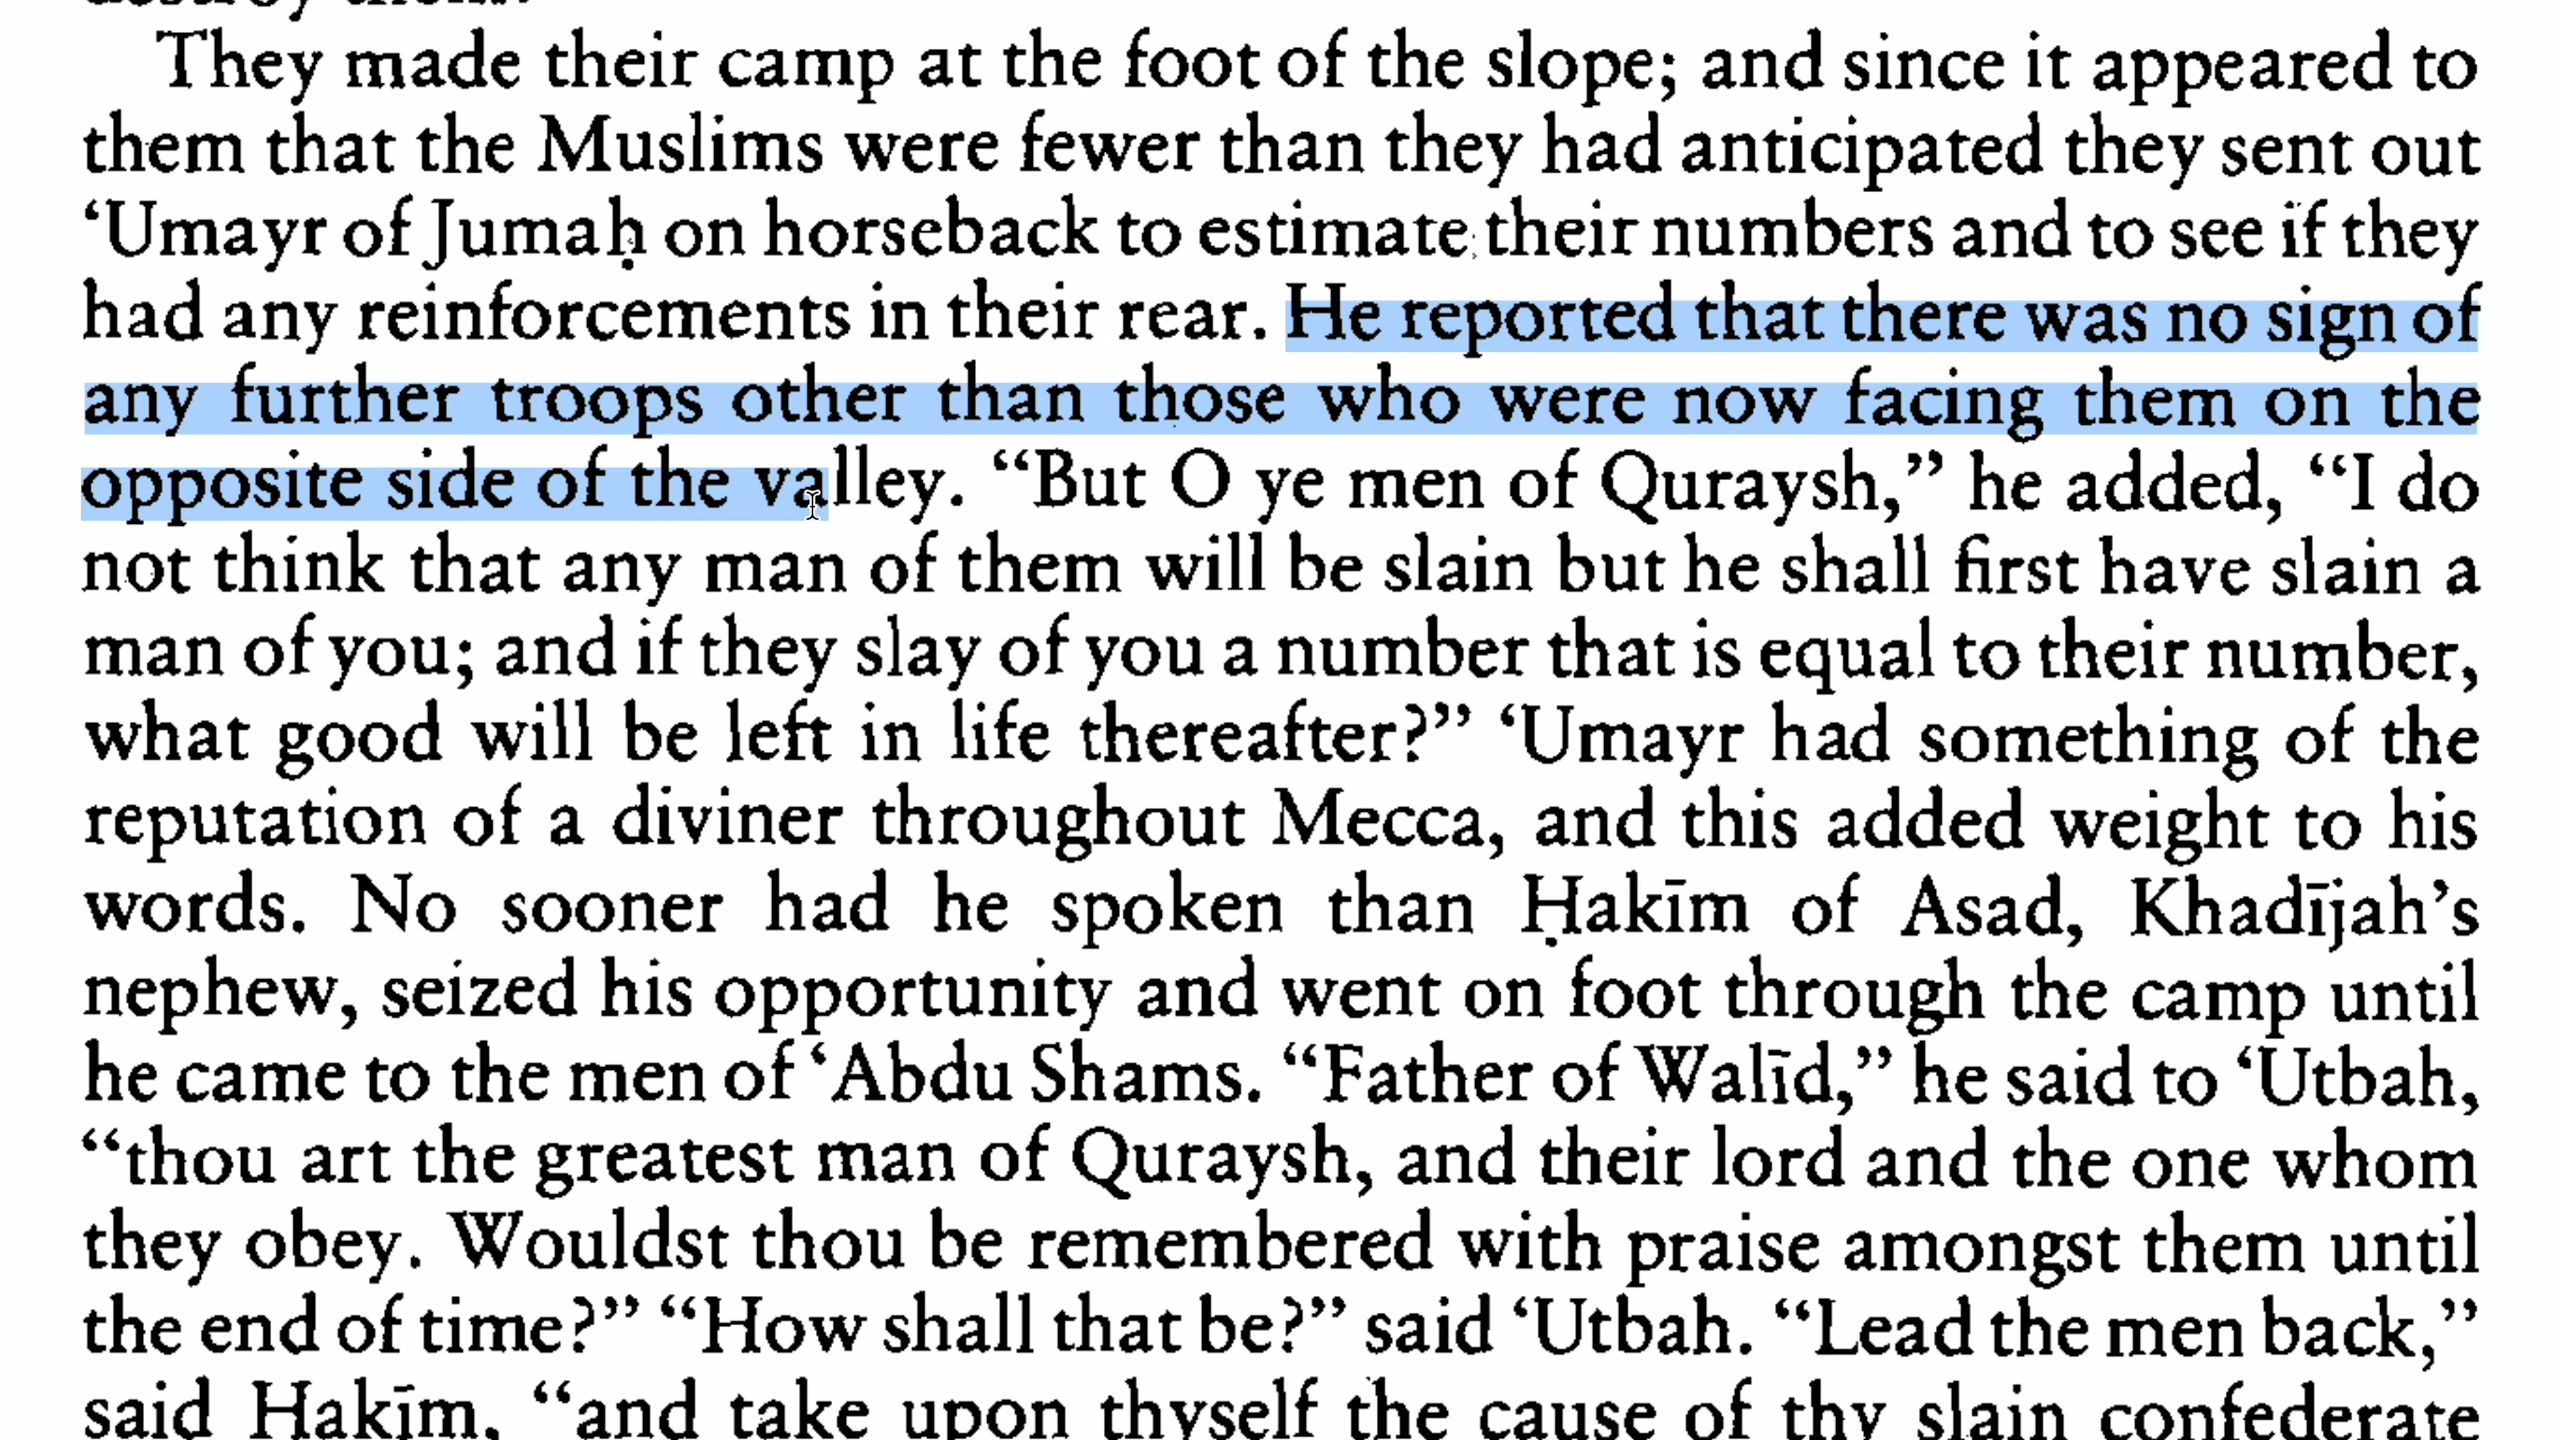 destroy them.
They made their camp at the foot of the slope; and since it appeared to
them that the Muslims were fewer than they had anticipated they sent out
‘Umayr of Jumaḥ on horseback to estimate their numbers and to see if they
had any reinforcements in their rear. He reported that there was no sign of
any further troops other than those who were now facing them on the
opposite side of the valley. “But O ye men of Quraysh,” he added, “I do
not think that any man of them will be slain but he shall first have slain a
man of you; and if they slay of you a number that is equal to their number,
what good will be left in life thereafter?” ‘Umayr had something of the
reputation of a diviner throughout Mecca, and this added weight to his
words. No sooner had he spoken than Ḥakīm of Asad, Khadījah’s
nephew, seized his opportunity and went on foot through the camp until
he came to the men of ‘Abdu Shams. “Father of Walīd,” he said to ‘Utbah,
“thou art the greatest man of Quraysh, and their lord and the one whom
they obey. Wouldst thou be remembered with praise amongst them until
the end of time?” “How shall that be?” said ‘Utbah. “Lead the men back,”
said Ḥakīm, “and take upon thyself the cause of thy slain confederate